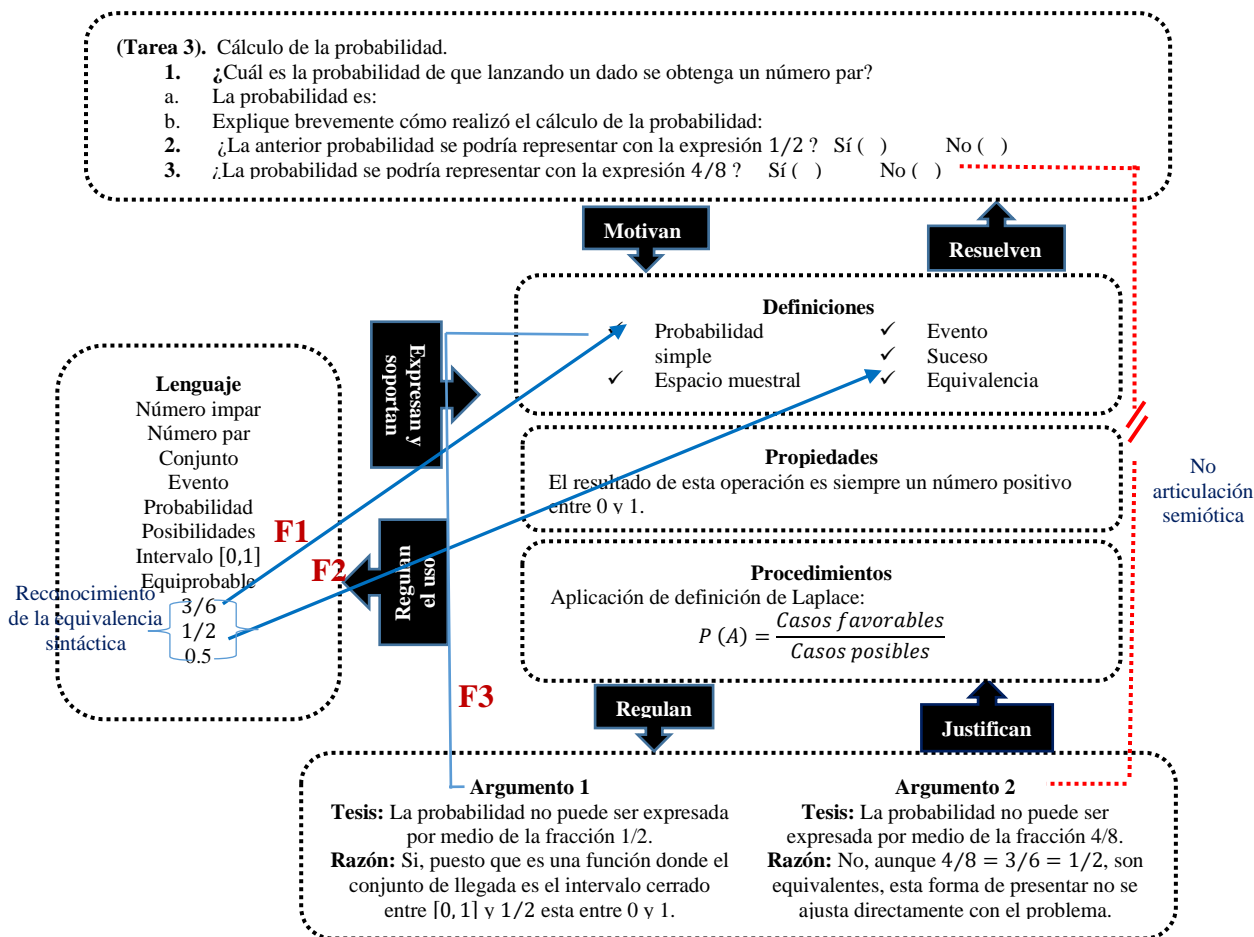 (Tarea 3). Cálculo de la probabilidad.
1. ¿Cuál es la probabilidad de que lanzando un dado se obtenga un número par?
a. La probabilidad es:
b. Explique brevemente cómo realizó el cálculo de la probabilidad:
2. ¿La anterior probabilidad se podría representar con la expresión 1/2 ? Sí ( ) No ( )
3. ¿La probabilidad se podría representar con la expresión 4/8 ? Sí ( ) No ( )
Motivan
Resuelven
Definiciones
✓ Probabilidad
simple
✓ Espacio muestral
✓ Evento
✓ Suceso
✓ Equivalencia
Expresan y
soportan
Lenguaje
Número impar
Número par
Conjunto
Evento
Probabilidad
Posibilidades
Intervalo [0,1]
Equiprobable
3/6
1/2
0.5
Reconocimiento
de la equivalencia
sintáctica
F1
F2
F3
Regulan
el uso
Propiedades
El resultado de esta operación es siempre un número positivo
entre 0 y 1.
No
articulación
semiótica
Procedimientos
Aplicación de definición de Laplace:
P (A) = Casos favorables / Casos posibles
Regulan
Justifican
Argumento 1
Tesis: La probabilidad no puede ser expresada
por medio de la fracción 1/2.
Razón: Si, puesto que es una función donde el
conjunto de llegada es el intervalo cerrado
entre [0, 1] y 1/2 esta entre 0 y 1.
Argumento 2
Tesis: La probabilidad no puede ser
expresada por medio de la fracción 4/8.
Razón: No, aunque 4/8 = 3/6 = 1/2, son
equivalentes, esta forma de presentar no se
ajusta directamente con el problema.